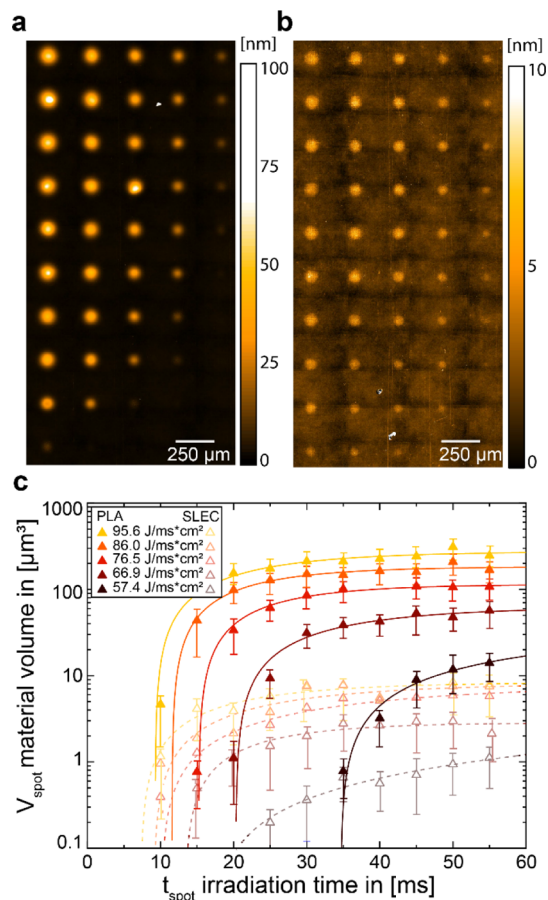 a
b
[nm]
[nm]
100
10
75
50
5
25
0
0
250 µm
250 µm
c
1000
100
10
1
0.1
PLA SLEC
95.6 J/ms*cm²
86.0 J/ms*cm²
76.5 J/ms*cm²
66.9 J/ms*cm²
57.4 J/ms*cm²
V_spot material volume in [µm³]
0 10 20 30 40 50 60
t_spot irradiation time in [ms]